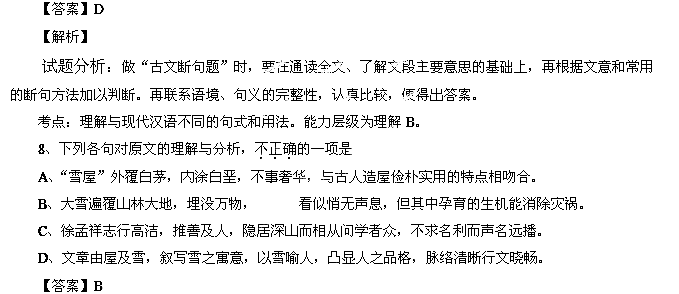 【答案】D
【解析】
试题分析：做“古文断句题”时，要在通读全文、了解文段主要意思的基础上，再根据文意和常用
的断句方法加以判断。再联系语境、句义的完整性，认真比较，便得出答案。
考点：理解与现代汉语不同的句式和用法。能力层级为理解 B。
8、下列各句对原文的理解与分析，不正确的一项是
A、“雪屋”外覆白茅，内涂白垩，不事奢华，与古人造屋俭朴实用的特点相吻合。
B、大雪遍覆山林大地，埋没万物， 看似悄无声息，但其中孕育的生机能消除灾祸。
C、徐孟祥志行高洁，推善及人，隐居深山而相从问学者众，不求名利而声名远播。
D、文章由屋及雪，叙写雪之寓意，以雪喻人，凸显人之品格，脉络清晰行文晓畅。
【答案】B